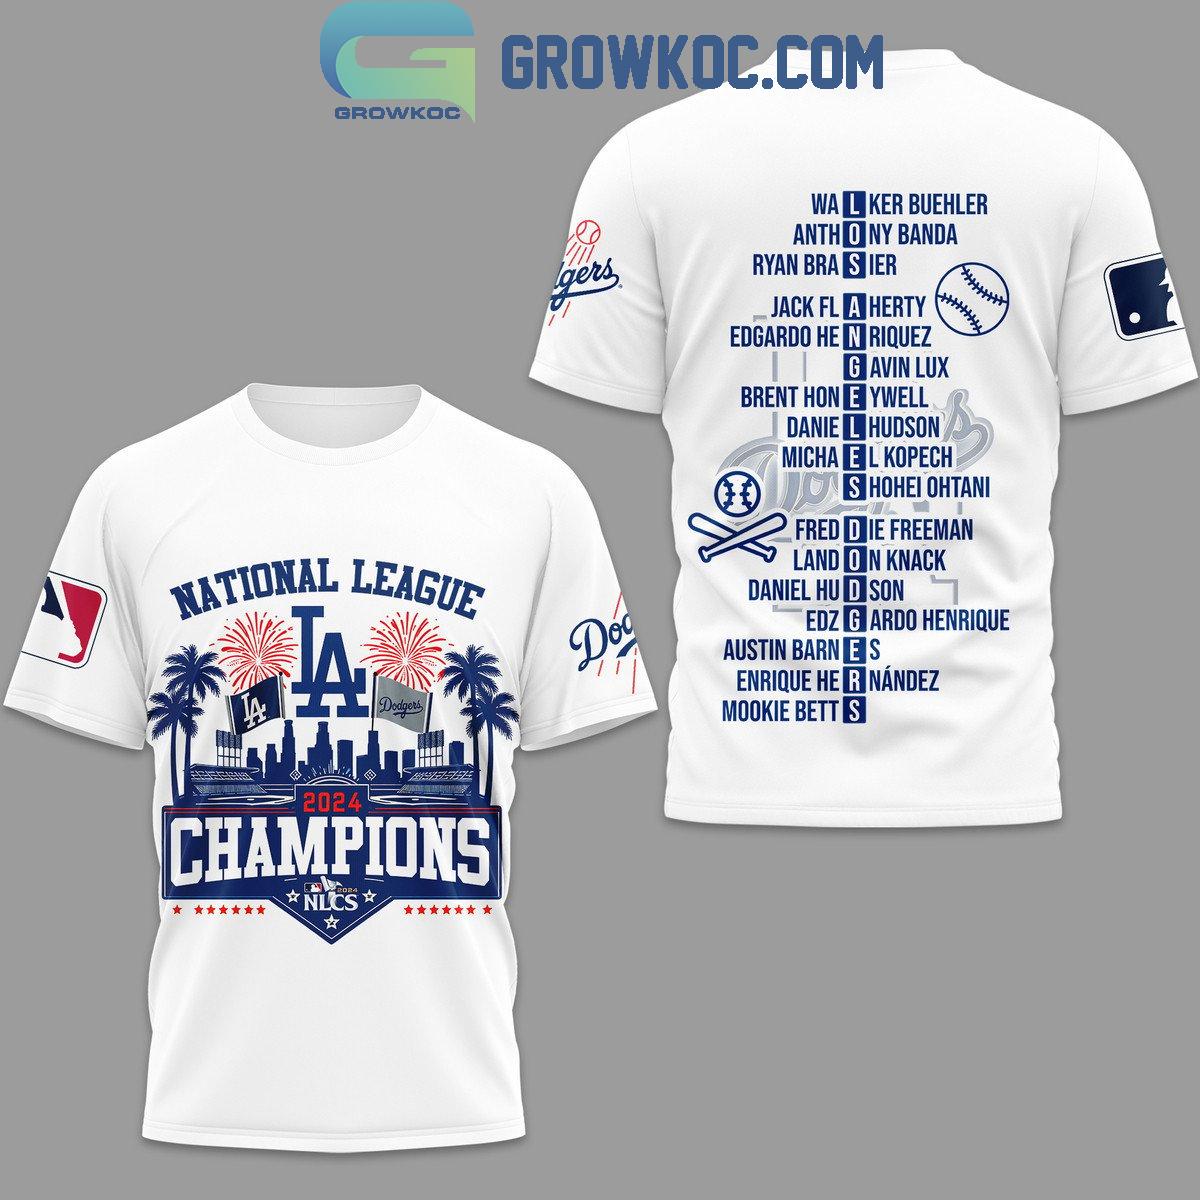 GROWKOC
GROWKOC.COM
WALKER BUEHLER
ANTHONY BANDA
RYAN BRASIER
JACK FLAHERTY
EDGARDO HENRIQUEZ
GAVIN LUX
BRENT HONEYWELL
DANIEL HUDSON
MICHAEL KOPECH
SHOHEI OHTANI
FREDDIE FREEMAN
LANDON KNACK
DANIEL HUDSON
EDZGARDO HENRIQUE
AUSTIN BARNES
ENRIQUE HERNÁNDEZ
MOOKIE BETTS
Dodgers
NATIONAL LEAGUE
LA
LA
Dodgers
2024
CHAMPIONS
2024
NLCS